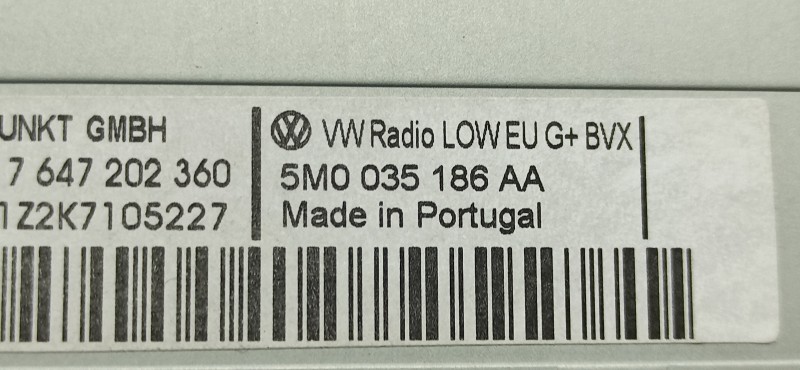 UNKT GMBH
7 647 202 360
1Z2K7105227
VW Radio LOW EU G+ BVX
5M0 035 186 AA
Made in Portugal